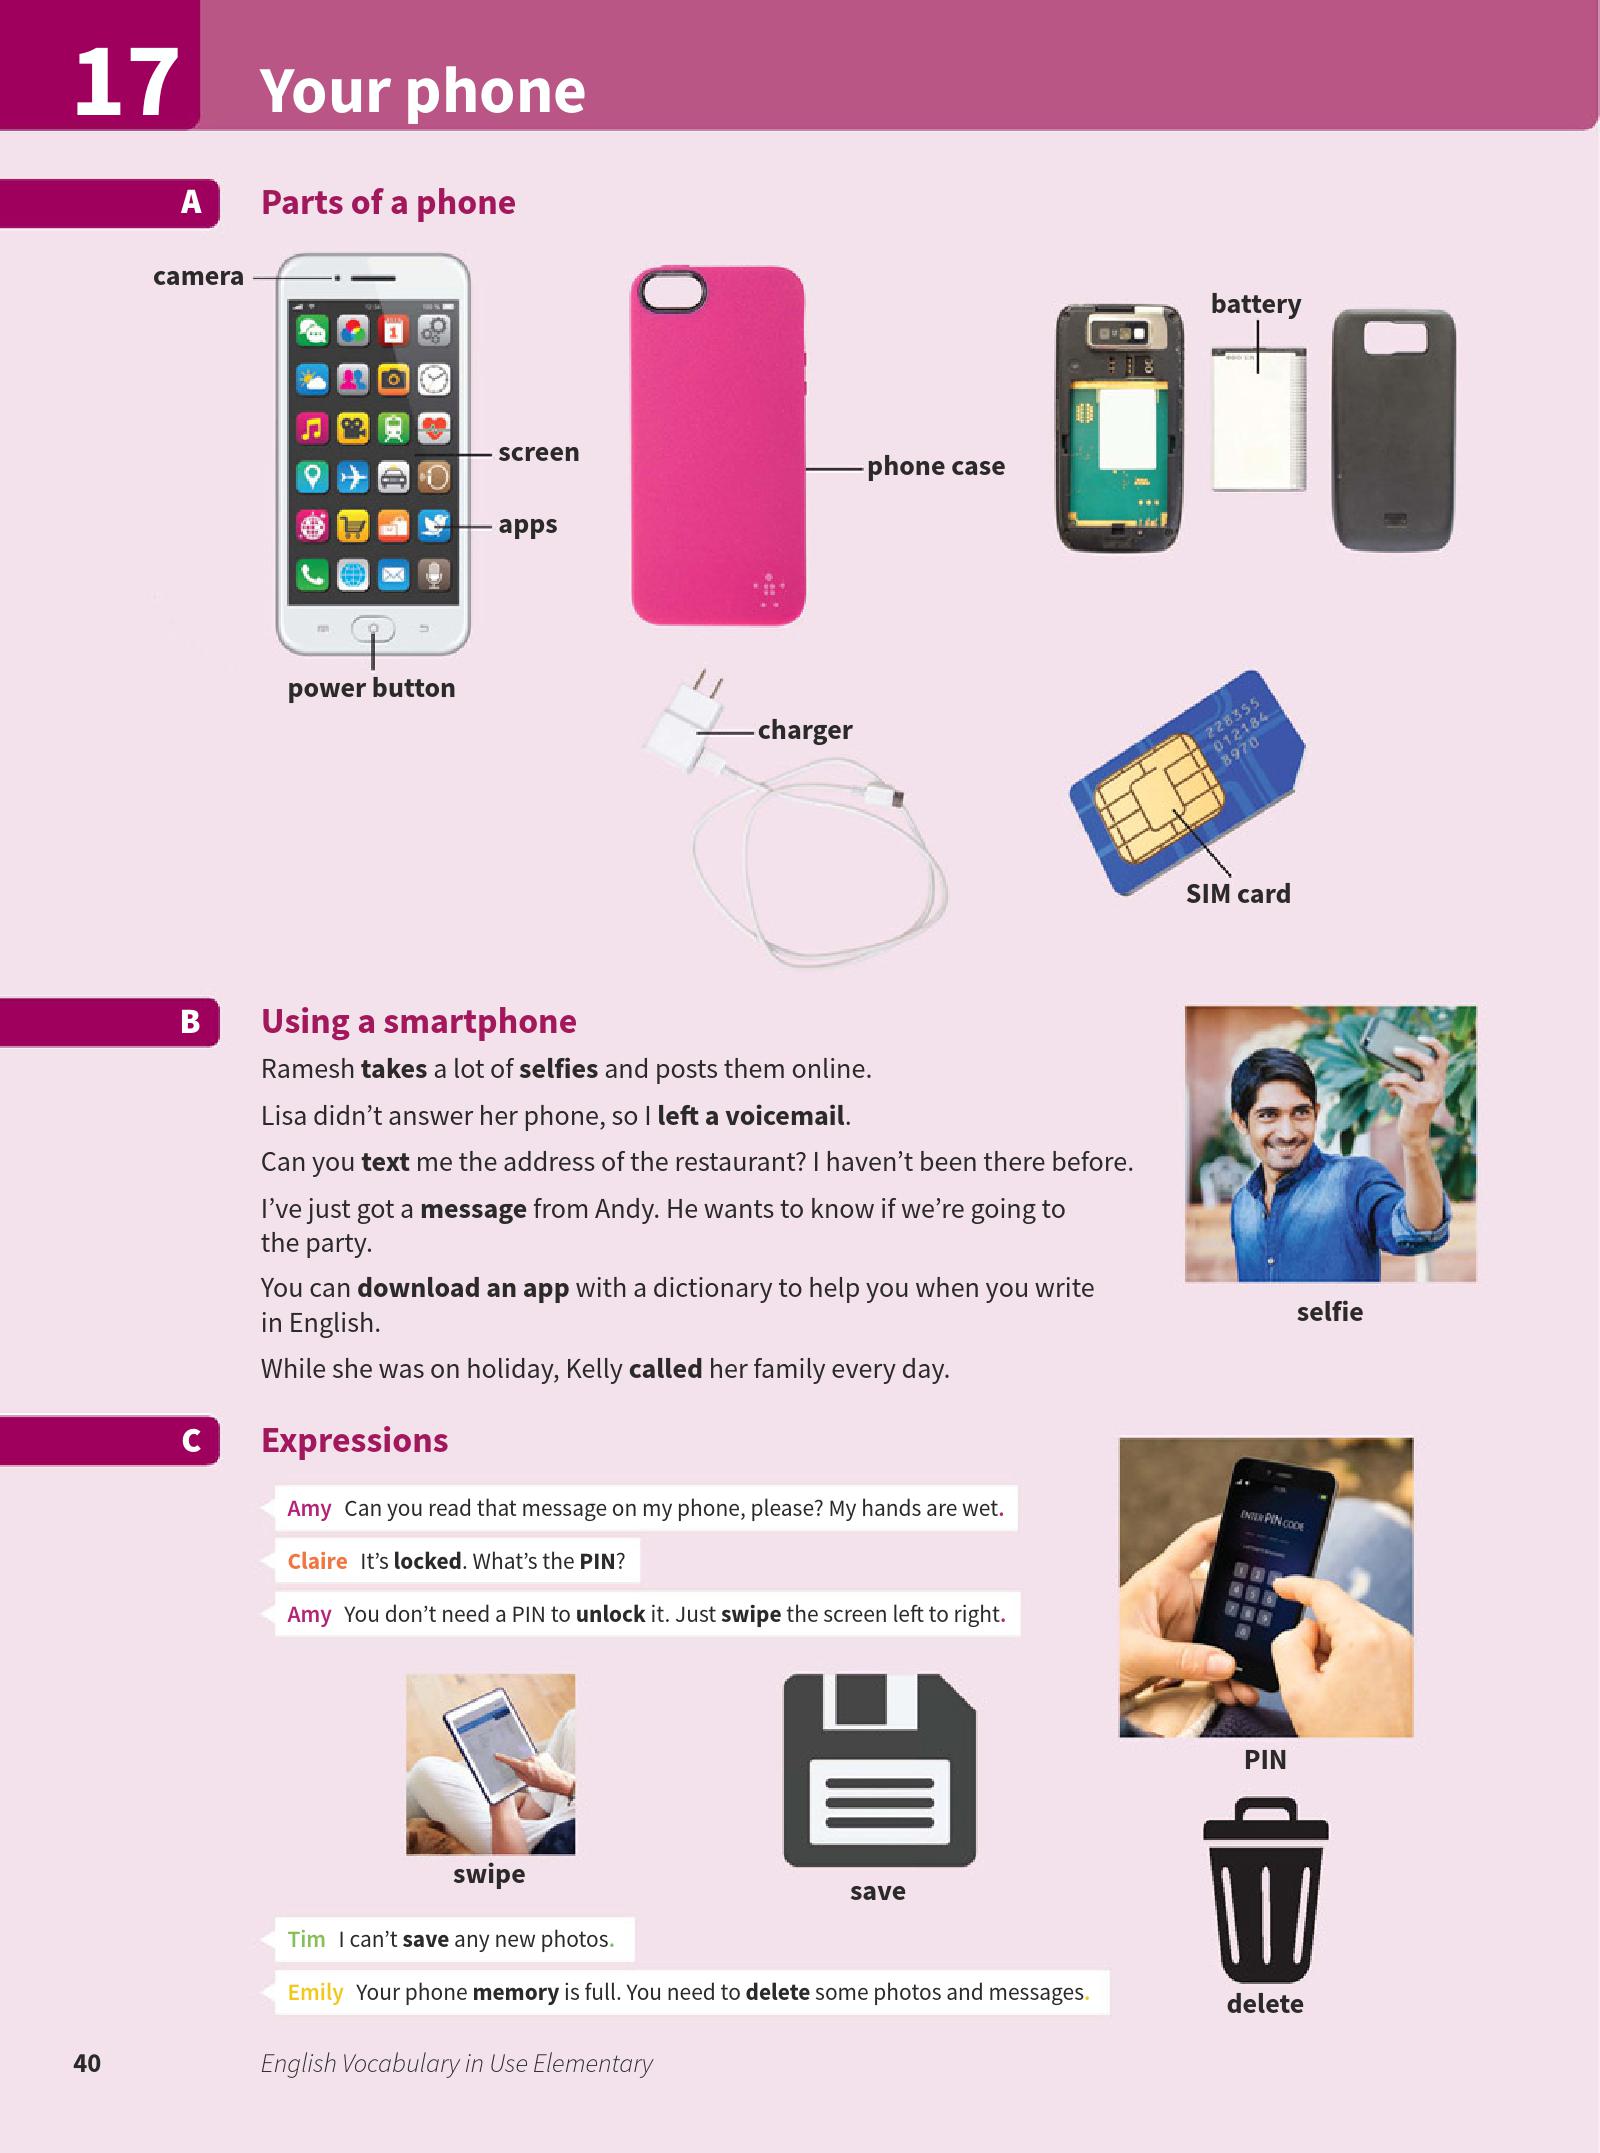 17
Your phone
A
Parts of a phone
camera
screen
apps
power button
phone case
battery
charger
228355
012184
8970
SIM card
B
Using a smartphone
Ramesh takes a lot of selfies and posts them online.
Lisa didn't answer her phone, so I left a voicemail.
Can you text me the address of the restaurant? I haven't been there before.
I've just got a message from Andy. He wants to know if we're going to
the party.
You can download an app with a dictionary to help you when you write
in English.
While she was on holiday, Kelly called her family every day.
selfie
C
Expressions
Amy Can you read that message on my phone, please? My hands are wet.
Claire It's locked. What's the PIN?
Amy You don't need a PIN to unlock it. Just swipe the screen left to right.
ENTER PIN CODE
PIN
swipe
save
delete
Tim I can't save any new photos.
Emily Your phone memory is full. You need to delete some photos and messages.
40
English Vocabulary in Use Elementary